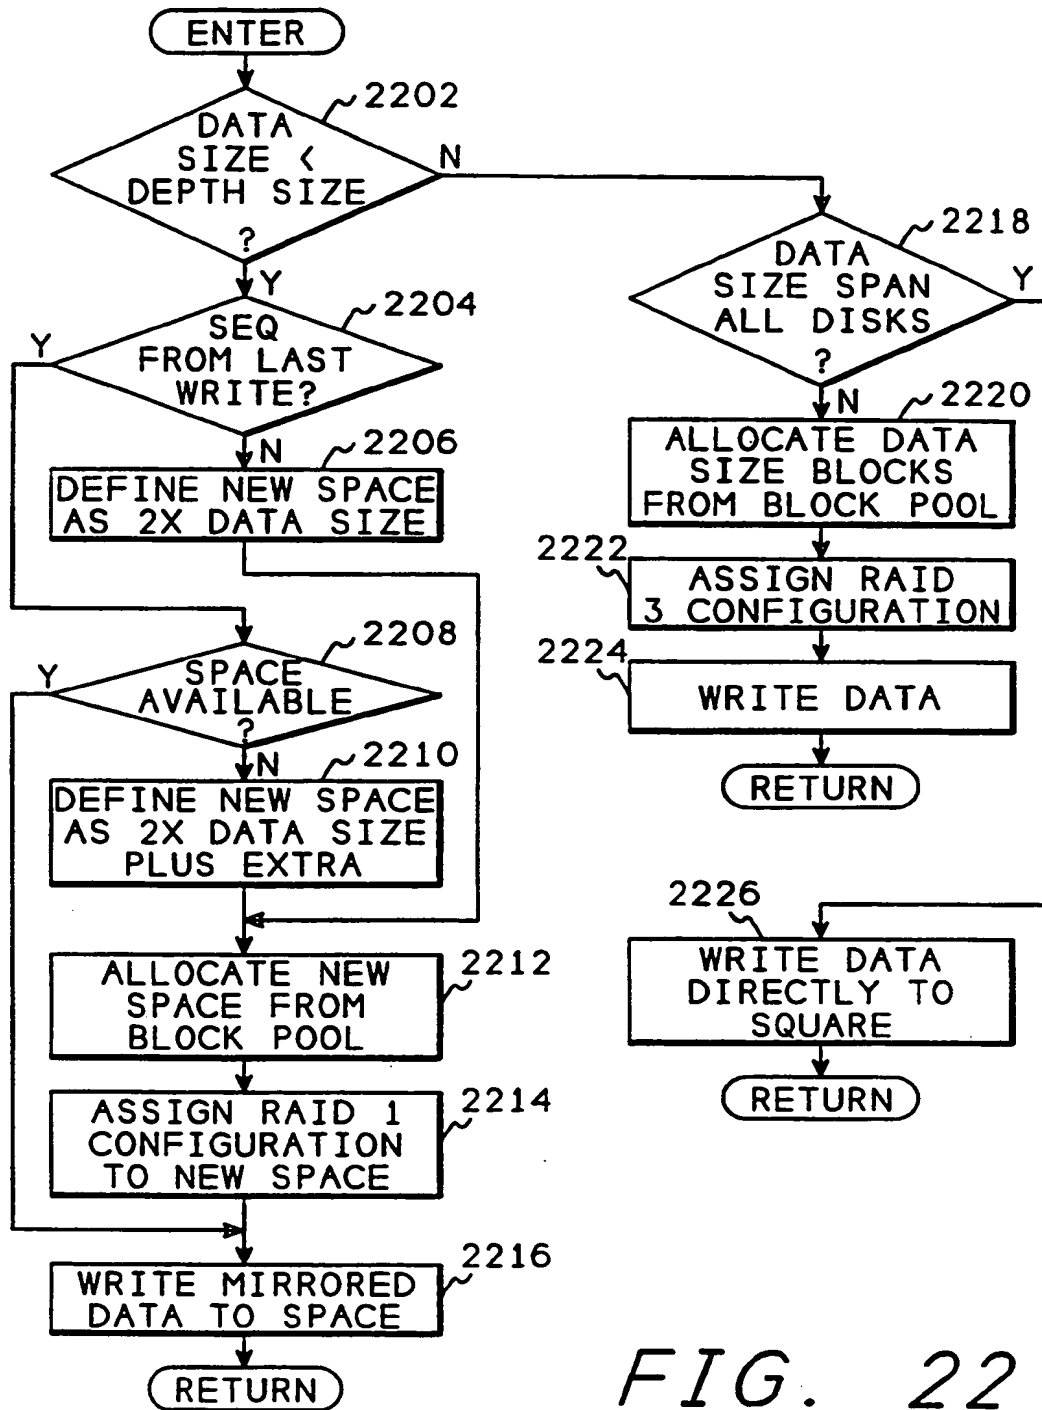 ENTER
2202
DATA
SIZE <
DEPTH SIZE
?
N
Y
2204
SEQ
FROM LAST
WRITE?
Y
N
2206
DEFINE NEW SPACE
AS 2X DATA SIZE
2208
SPACE
AVAILABLE
?
Y
N
2210
DEFINE NEW SPACE
AS 2X DATA SIZE
PLUS EXTRA
2212
ALLOCATE NEW
SPACE FROM
BLOCK POOL
2214
ASSIGN RAID 1
CONFIGURATION
TO NEW SPACE
2216
WRITE MIRRORED
DATA TO SPACE
RETURN
2218
DATA
SIZE SPAN
ALL DISKS
?
Y
N
2220
ALLOCATE DATA
SIZE BLOCKS
FROM BLOCK POOL
2222
ASSIGN RAID
3 CONFIGURATION
2224
WRITE DATA
RETURN
2226
WRITE DATA
DIRECTLY TO
SQUARE
RETURN
FIG. 22